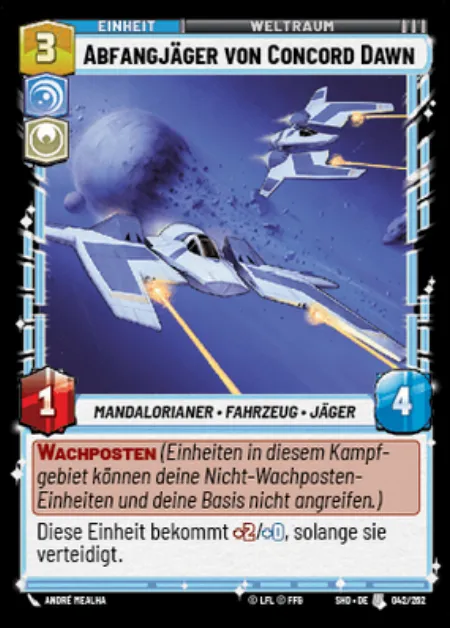 EINHEIT WELTRAUM
3 ABFANGJÄGER VON CONCORD DAWN
1 MANDALORIANER • FAHRZEUG • JÄGER 4
WACHPOSTEN (Einheiten in diesem Kampf-
gebiet können deine Nicht-Wachposten-
Einheiten und deine Basis nicht angreifen.)
Diese Einheit bekommt +2/+0, solange sie
verteidigt.
ANDRÉ MEALHA © LFL © FFG SHD • DE 042/262